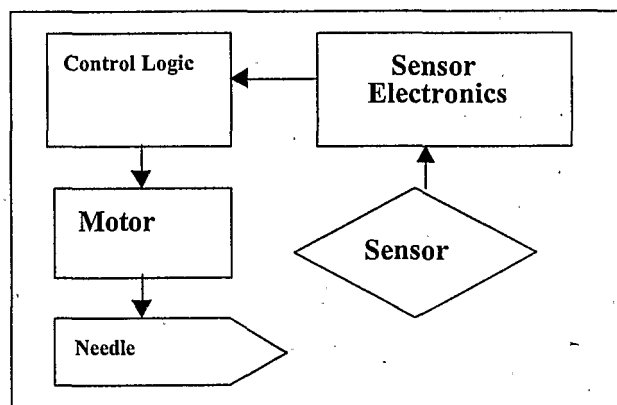 Control Logic
Sensor
Electronics
Motor
Sensor
Needle